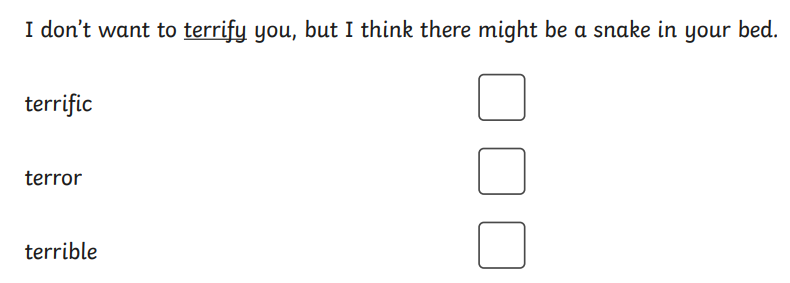 I don't want to terrify you, but I think there might be a snake in your bed.
terrific
terror
terrible